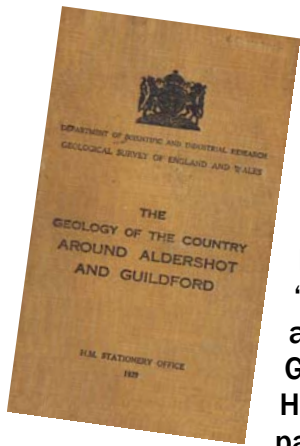 DEPARTMENT OF SCIENTIFIC AND INDUSTRIAL RESEARCH
GEOLOGICAL SURVEY OF ENGLAND AND WALES
THE
GEOLOGY OF THE COUNTRY
AROUND ALDERSHOT
AND GUILDFORD
H.M. STATIONERY OFFICE
1929
‘
a
G
H
pa